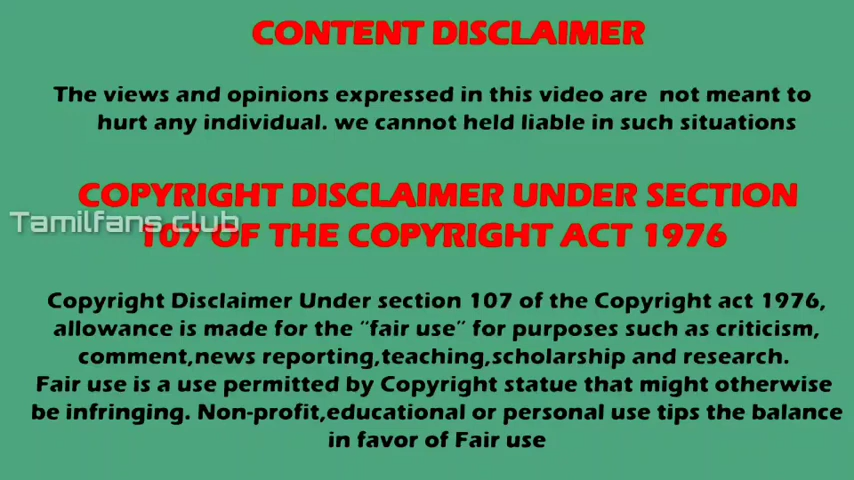 CONTENT DISCLAIMER
The views and opinions expressed in this video are not meant to
hurt any individual. we cannot held liable in such situations
COPYRIGHT DISCLAIMER UNDER SECTION
Tamilfans club
107 OF THE COPYRIGHT ACT 1976
Copyright Disclaimer Under section 107 of the Copyright act 1976,
allowance is made for the “fair use” for purposes such as criticism,
comment,news reporting,teaching,scholarship and research.
Fair use is a use permitted by Copyright statue that might otherwise
be infringing. Non-profit,educational or personal use tips the balance
in favor of Fair use